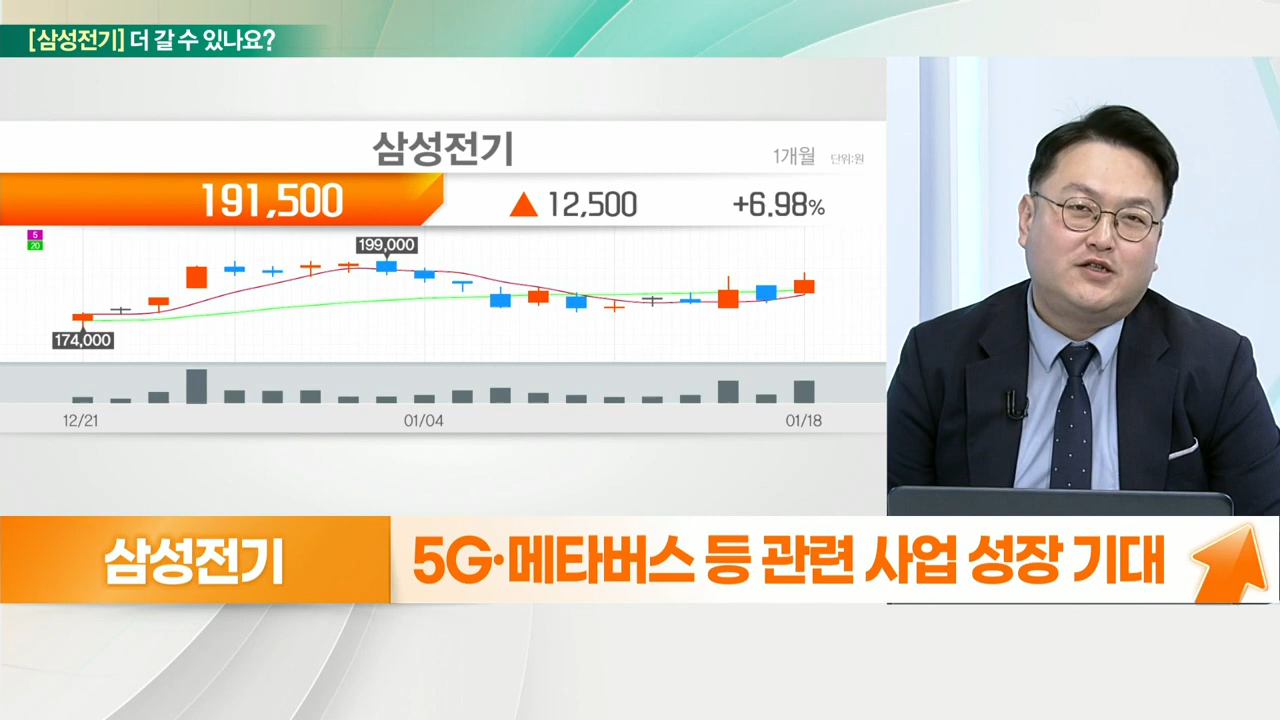 [삼성전기] 더 갈 수 있나요?
삼성전기
1개월 단위:원
191,500 ▲ 12,500 +6.98%
5
20
199,000
174,000
12/21 01/04 01/18
삼성전기 5G·메타버스 등 관련 사업 성장 기대